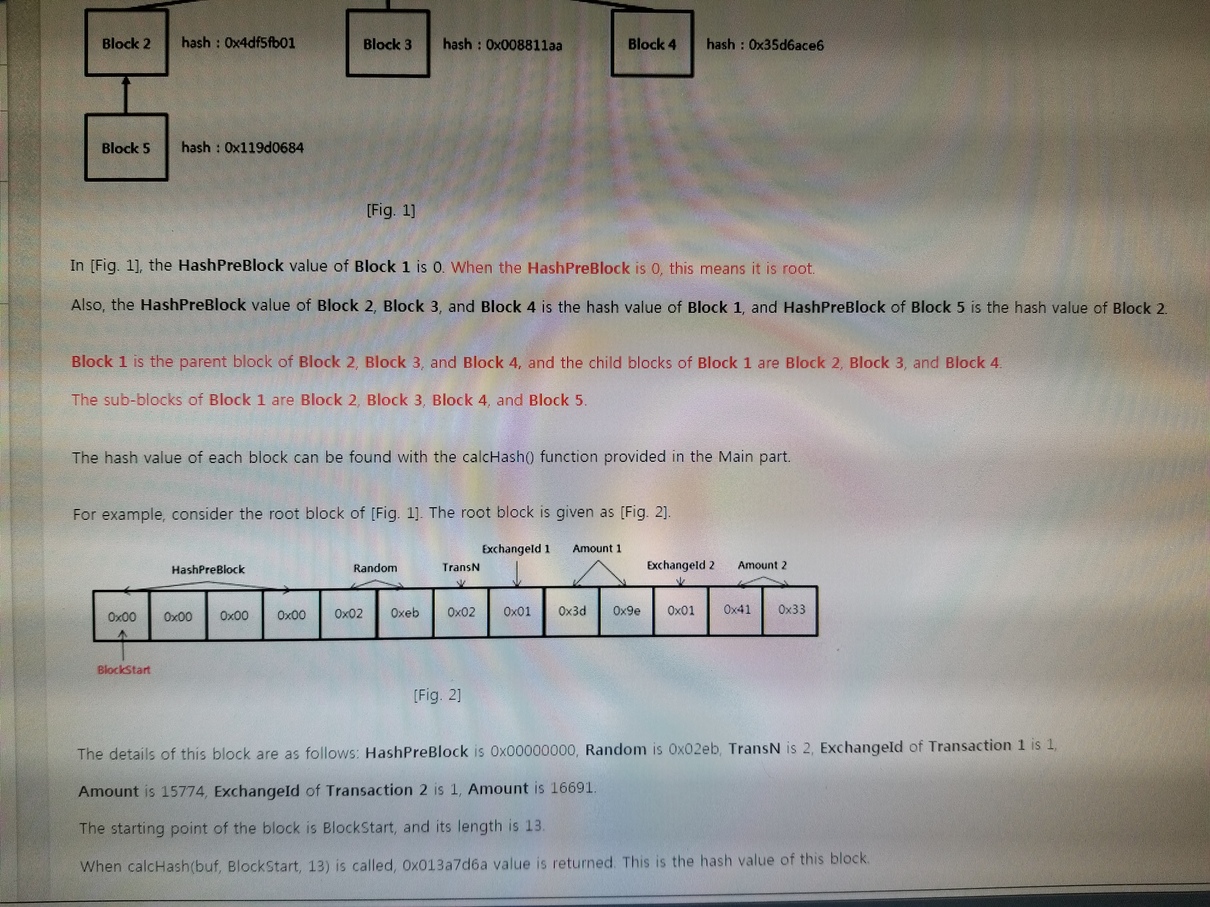 Block 2 hash : 0x4df5fb01 Block 3 hash : 0x008811aa Block 4 hash : 0x35d6ace6
Block 5 hash : 0x119d0684
[Fig. 1]
In [Fig. 1], the HashPreBlock value of Block 1 is 0. When the HashPreBlock is 0, this means it is root.
Also, the HashPreBlock value of Block 2, Block 3, and Block 4 is the hash value of Block 1, and HashPreBlock of Block 5 is the hash value of Block 2.
Block 1 is the parent block of Block 2, Block 3, and Block 4, and the child blocks of Block 1 are Block 2, Block 3, and Block 4.
The sub-blocks of Block 1 are Block 2, Block 3, Block 4, and Block 5.
The hash value of each block can be found with the calcHash() function provided in the Main part.
For example, consider the root block of [Fig. 1]. The root block is given as [Fig. 2].
ExchangeId 1 Amount 1
HashPreBlock Random TransN ExchangeId 2 Amount 2
0x00 0x00 0x00 0x00 0x02 0xeb 0x02 0x01 0x3d 0x9e 0x01 0x41 0x33
BlockStart
[Fig. 2]
The details of this block are as follows: HashPreBlock is 0x00000000, Random is 0x02eb, TransN is 2, ExchangeId of Transaction 1 is 1,
Amount is 15774, ExchangeId of Transaction 2 is 1, Amount is 16691.
The starting point of the block is BlockStart, and its length is 13.
When calcHash(buf, BlockStart, 13) is called, 0x013a7d6a value is returned. This is the hash value of this block.